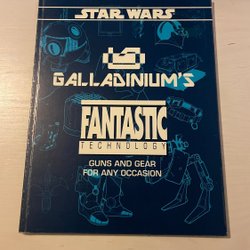 STAR WARS
GALLADINIUM'S
FANTASTIC
TECHNOLOGY
GUNS AND GEAR
FOR ANY OCCASION